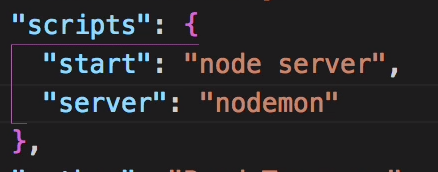 "scripts": {
"start": "node server",
"server": "nodemon"
},